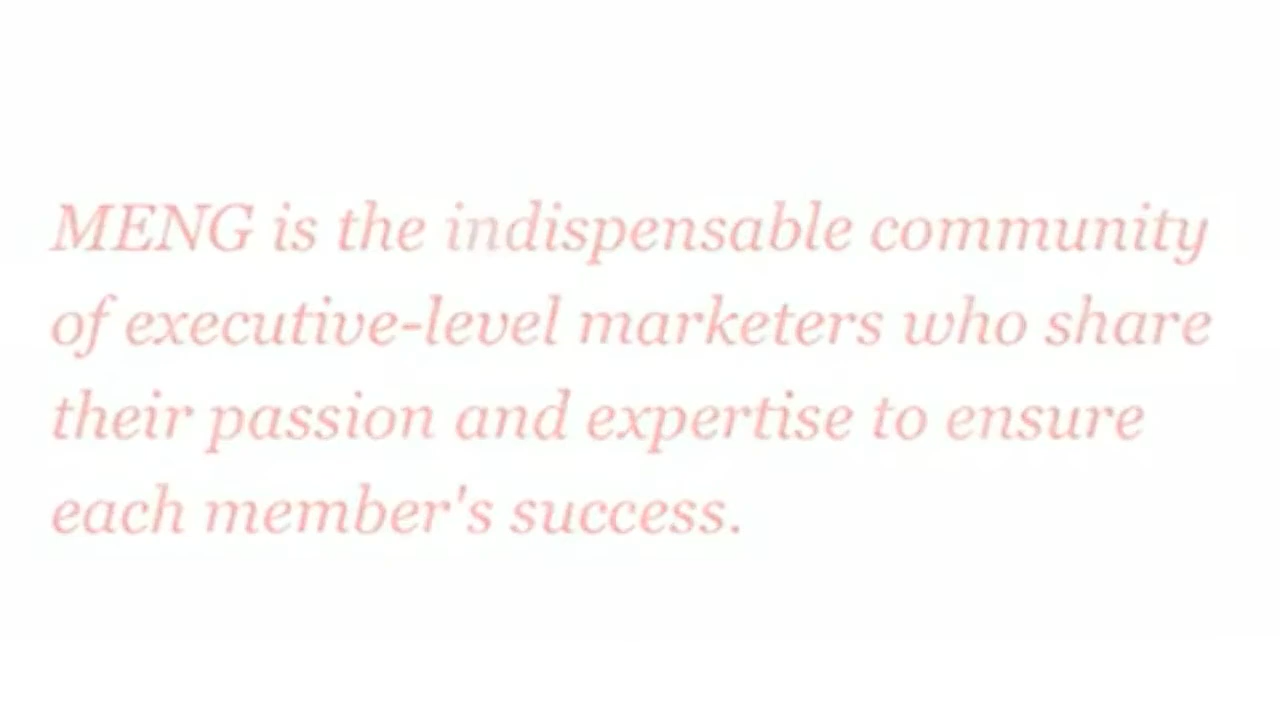 MENG is the indispensable community
of executive-level marketers who share
their passion and expertise to ensure
each member's success.